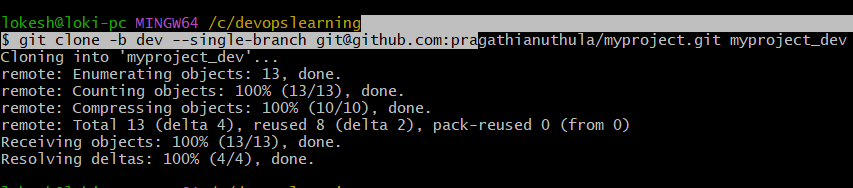 lokesh@loki-pc MINGW64 /c/devopslearning
$ git clone -b dev --single-branch git@github.com:pragathianuthula/myproject.git myproject_dev
Cloning into 'myproject_dev'...
remote: Enumerating objects: 13, done.
remote: Counting objects: 100% (13/13), done.
remote: Compressing objects: 100% (10/10), done.
remote: Total 13 (delta 4), reused 8 (delta 2), pack-reused 0 (from 0)
Receiving objects: 100% (13/13), done.
Resolving deltas: 100% (4/4), done.